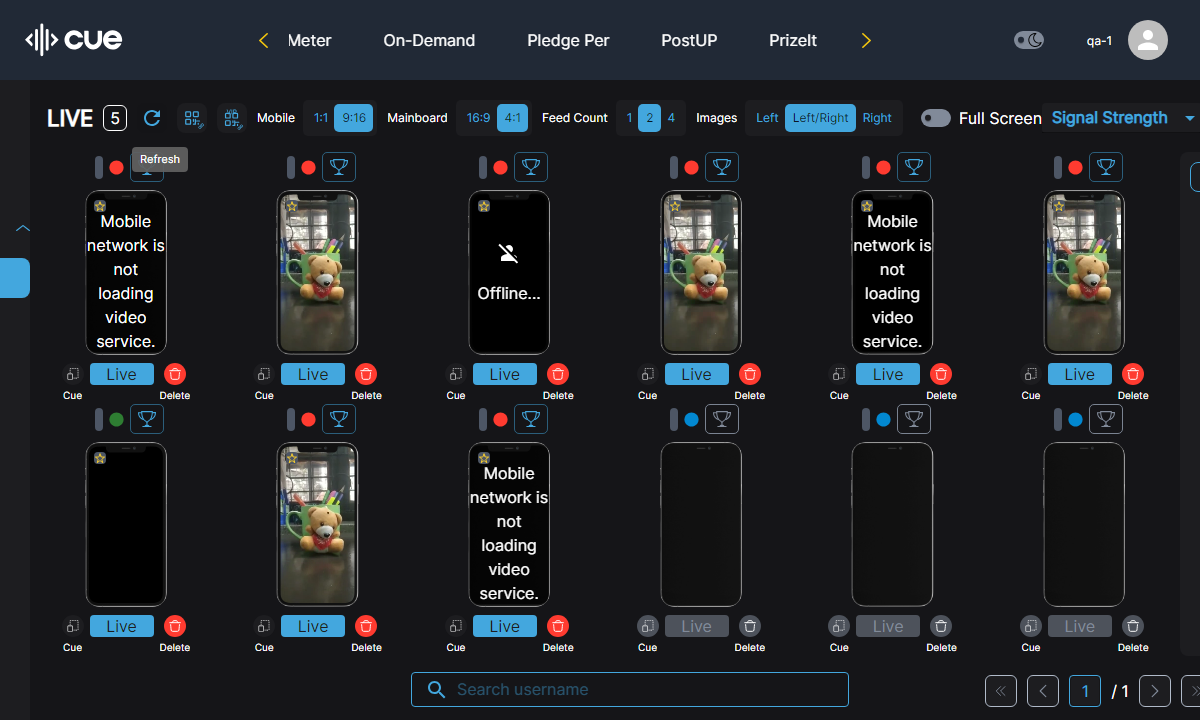 cue
Meter
On-Demand
Pledge Per
PostUP
PrizeIt
qa-1
LIVE 5
Mobile 1:1 9:16
Mainboard 16:9 4:1
Feed Count 1 2 4
Images Left Left/Right Right
Full Screen
Signal Strength
Refresh
Mobile
network is
not
loading
video
service.
Offline...
Mobile
network is
not
loading
video
service.
Live
Live
Live
Live
Live
Live
Cue Delete
Cue Delete
Cue Delete
Cue Delete
Cue Delete
Cue Delete
Mobile
network is
not
loading
video
service.
Live
Live
Live
Live
Live
Live
Cue Delete
Cue Delete
Cue Delete
Cue Delete
Cue Delete
Cue Delete
Search username
1 / 1